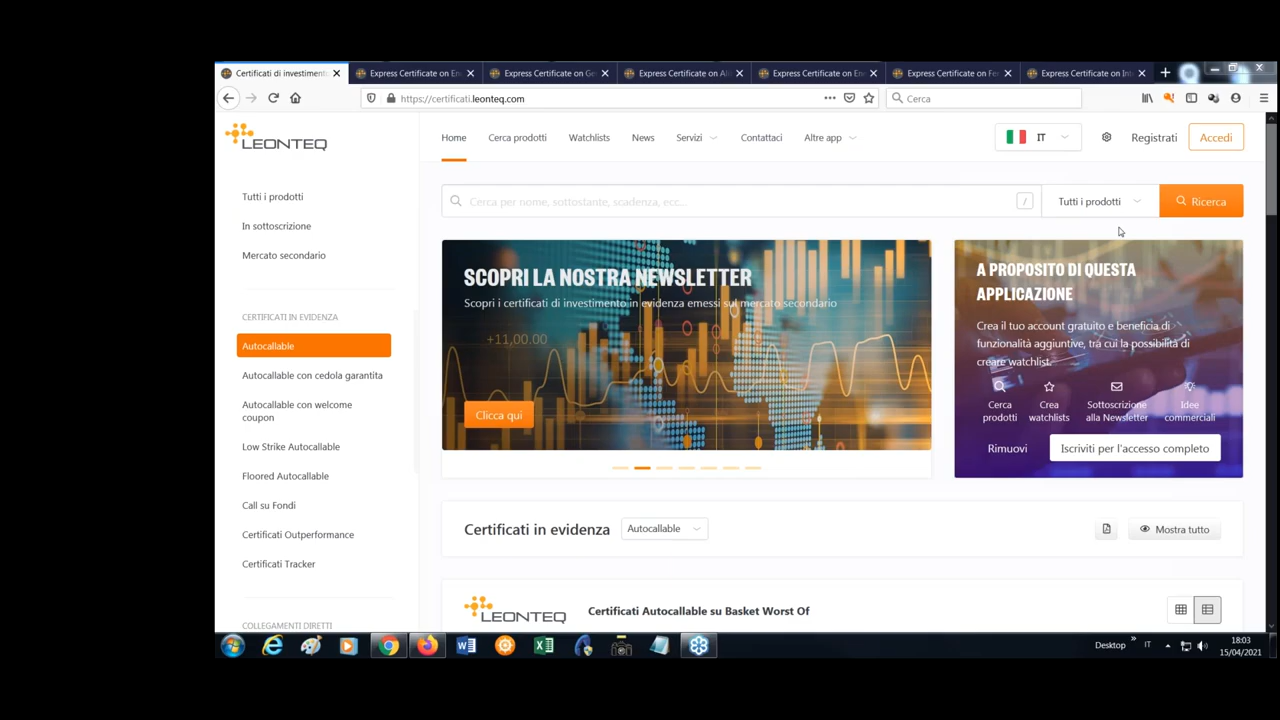 Certificati di investimento
Express Certificate on En
Express Certificate on Ge
Express Certificate on All
Express Certificate on En
Express Certificate on Fe
Express Certificate on Int
https://certificati.leonteq.com
Cerca
LEONTEQ
Home
Cerca prodotti
Watchlists
News
Servizi
Contattaci
Altre app
IT
Registrati
Accedi
Cerca per nome, sottostante, scadenza, ecc...
/
Tutti i prodotti
Ricerca
Tutti i prodotti
In sottoscrizione
Mercato secondario
CERTIFICATI IN EVIDENZA
Autocallable
Autocallable con cedola garantita
Autocallable con welcome
coupon
Low Strike Autocallable
Floored Autocallable
Call su Fondi
Certificati Outperformance
Certificati Tracker
COLLEGAMENTI DIRETTI
SCOPRI LA NOSTRA NEWSLETTER
Scopri i certificati di investimento in evidenza emessi sul mercato secondario
+11,00.00
Clicca qui
A PROPOSITO DI QUESTA
APPLICAZIONE
Crea il tuo account gratuito e beneficia di
funzionalità aggiuntive, tra cui la possibilità di
creare watchlist.
Cerca
prodotti
Crea
watchlists
Sottoscrizione
alla Newsletter
Idee
commerciali
Rimuovi
Iscriviti per l'accesso completo
Certificati in evidenza
Autocallable
Mostra tutto
LEONTEQ
Certificati Autocallable su Basket Worst Of
Desktop
IT
18:03
15/04/2021